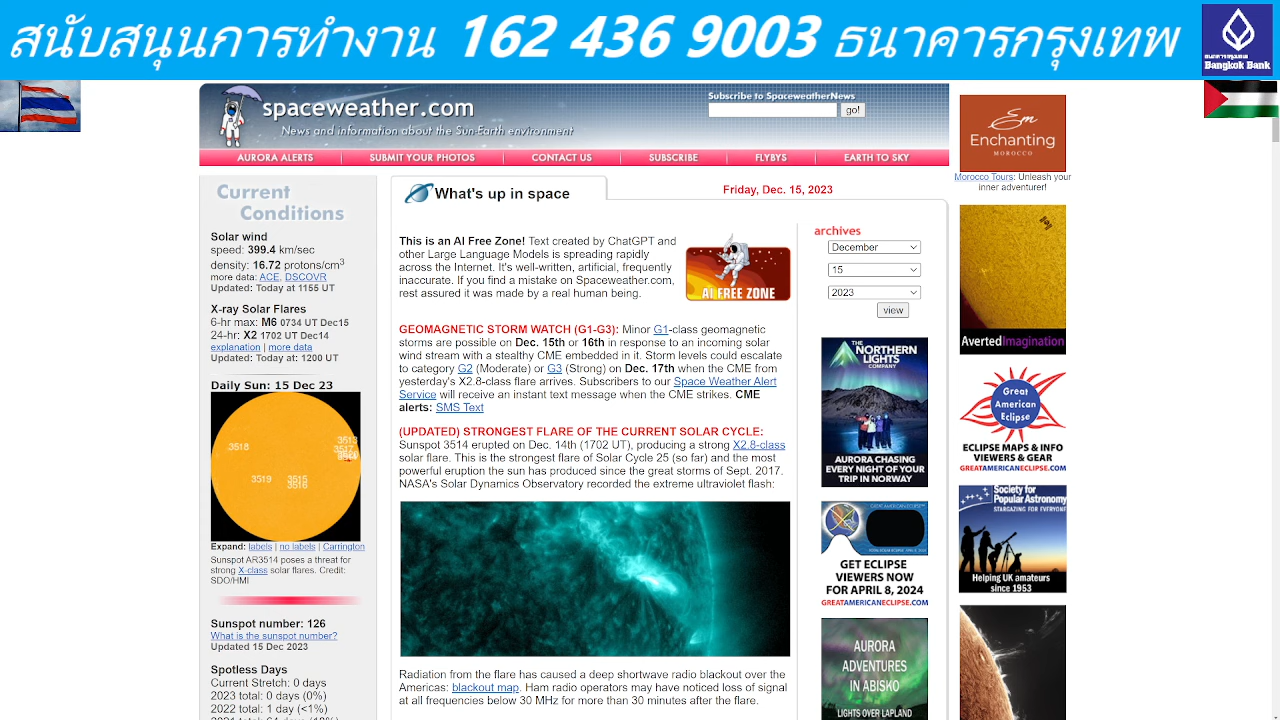 สนับสนุนการทำงาน 162 436 9003 ธนาคารกรุงเทพ
ธนาคารกรุงเทพ
Bangkok Bank
spaceweather.com
News and information about the Sun-Earth environment
Subscribe to SpaceweatherNews
go!
AURORA ALERTS
SUBMIT YOUR PHOTOS
CONTACT US
SUBSCRIBE
FLYBYS
EARTH TO SKY
Current
Conditions
Solar wind
speed: 399.4 km/sec
density: 16.72 protons/cm3
more data: ACE, DSCOVR
Updated: Today at 1155 UT
X-ray Solar Flares
6-hr max: M6 0734 UT Dec15
24-hr: X2 1702 UT Dec14
explanation | more data
Updated: Today at: 1200 UT
Daily Sun: 15 Dec 23
3518
3513
3519
3515
3516
Expand: labels | no labels | Carrington
Sunspot AR3514 poses a threat for
strong X-class solar flares. Credit:
SDO/HMI
Sunspot number: 126
What is the sunspot number?
Updated 15 Dec 2023
Spotless Days
Current Stretch: 0 days
2022 total: 0 days (0%)
2022 total: 1 day (<1%)
What's up in space
Friday, Dec. 15, 2023
This is an AI Free Zone! Text created by ChatGPT and
other Large Language Models is spreading rapidly
across the Internet. It's well-written, artificial, frequently
inaccurate. If you find a mistake on Spaceweather.com,
rest assured it was made by a real human being.
AI FREE ZONE
GEOMAGNETIC STORM WATCH (G1-G3): Minor G1-class geomagnetic
storms are possible on Dec. 15th or 16th in response to an incoming solar
wind stream with a stealthy CME embedded in it. Storm levels could escalate
to category G2 (Moderate) or G3 (Strong) on Dec. 17th when the CME from
yesterday's X2.8-class flare arrives. Subscribers to our Space Weather Alert
Service will receive an instant text message when the CME strikes. CME
alerts: SMS Text
(UPDATED) STRONGEST FLARE OF THE CURRENT SOLAR CYCLE:
Sunspot 3514 erupted on Dec. 14th (1702 UT), producing a strong X2.8-class
solar flare. This is the strongest flare of Solar Cycle 25 (so far) and the most
powerful eruption the sun has produced since the great storms of Sept. 2017.
NASA's Solar Dynamics Observatory recorded the extreme ultraviolet flash:
Radiation from the flare has caused a deep shortwave radio blackout over the
Americas: blackout map. Ham radio operators may have noticed loss of signal
at all frequencies below 30 MHz for more than 30 minutes after the flare.
archives
December
15
2023
view
THE
NORTHERN
LIGHTS
COMPANY
AURORA CHASING
EVERY NIGHT OF YOUR
TRIP IN NORWAY
GET ECLIPSE
VIEWERS NOW
FOR APRIL 8, 2024
GREATAMERICANECLIPSE.COM
AURORA
ADVENTURES
IN ABISKO
LIGHTS OVER LAPLAND
Em
Enchanting
MOROCCO
Morocco Tours: Unleash your
inner adventurer!
AvertedImagination
Great
American
Eclipse
ECLIPSE MAPS & INFO
VIEWERS & GEAR
GREATAMERICANECLIPSE.COM
Society for
Popular Astronomy
STARGAZING FOR EVERYONE
Helping UK amateurs
since 1953